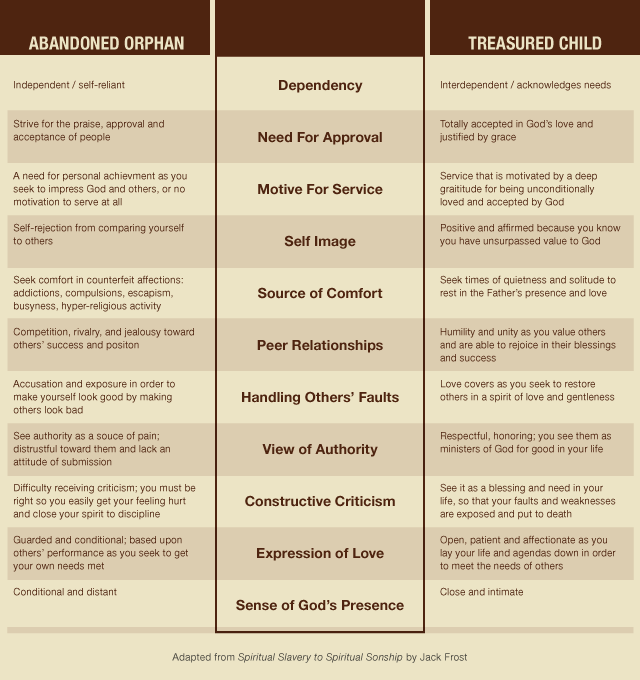 ABANDONED ORPHAN
TREASURED CHILD
Independent / self-reliant
Dependency
Interdependent / acknowledges needs
Strive for the praise, approval and
acceptance of people
Need For Approval
Totally accepted in God's love and
justified by grace
A need for personal achievment as you
seek to impress God and others, or no
motivation to serve at all
Motive For Service
Service that is motivated by a deep
graititude for being unconditionally
loved and accepted by God
Self-rejection from comparing yourself
to others
Self Image
Positive and affirmed because you know
you have unsurpassed value to God
Seek comfort in counterfeit affections:
addictions, compulsions, escapism,
busyness, hyper-religious activity
Source of Comfort
Seek times of quietness and solitude to
rest in the Father's presence and love
Competition, rivalry, and jealousy toward
others' success and positon
Peer Relationships
Humility and unity as you value others
and are able to rejoice in their blessings
and success
Accusation and exposure in order to
make yourself look good by making
others look bad
Handling Others' Faults
Love covers as you seek to restore
others in a spirit of love and gentleness
See authority as a souce of pain;
distrustful toward them and lack an
attitude of submission
View of Authority
Respectful, honoring; you see them as
ministers of God for good in your life
Difficulty receiving criticism; you must be
right so you easily get your feeling hurt
and close your spirit to discipline
Constructive Criticism
See it as a blessing and need in your
life, so that your faults and weaknesses
are exposed and put to death
Guarded and conditional; based upon
others' performance as you seek to get
your own needs met
Expression of Love
Open, patient and affectionate as you
lay your life and agendas down in order
to meet the needs of others
Conditional and distant
Sense of God's Presence
Close and intimate
Adapted from Spiritual Slavery to Spiritual Sonship by Jack Frost